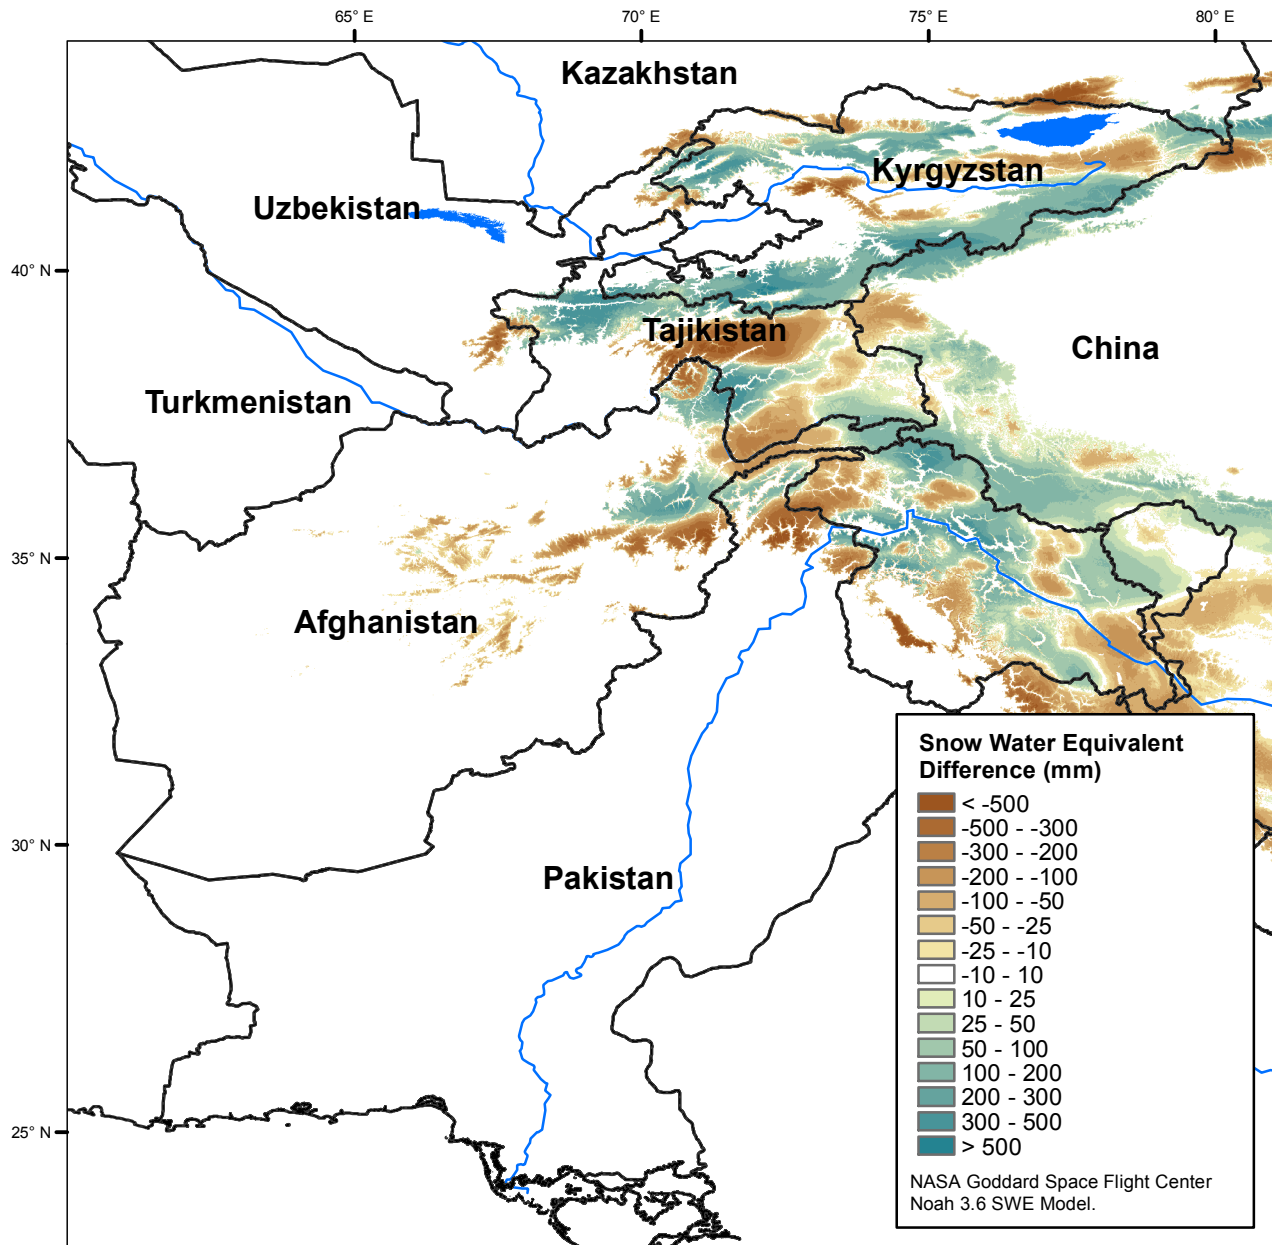 65° E
70° E
75° E
80° E
Kazakhstan
Kyrgyzstan
Uzbekistan
40° N
Tajikistan
China
Turkmenistan
35° N
Afghanistan
30° N
Pakistan
25° N
Snow Water Equivalent
Difference (mm)
< -500
-500 - -300
-300 - -200
-200 - -100
-100 - -50
-50 - -25
-25 - -10
-10 - 10
10 - 25
25 - 50
50 - 100
100 - 200
200 - 300
300 - 500
> 500
NASA Goddard Space Flight Center
Noah 3.6 SWE Model.